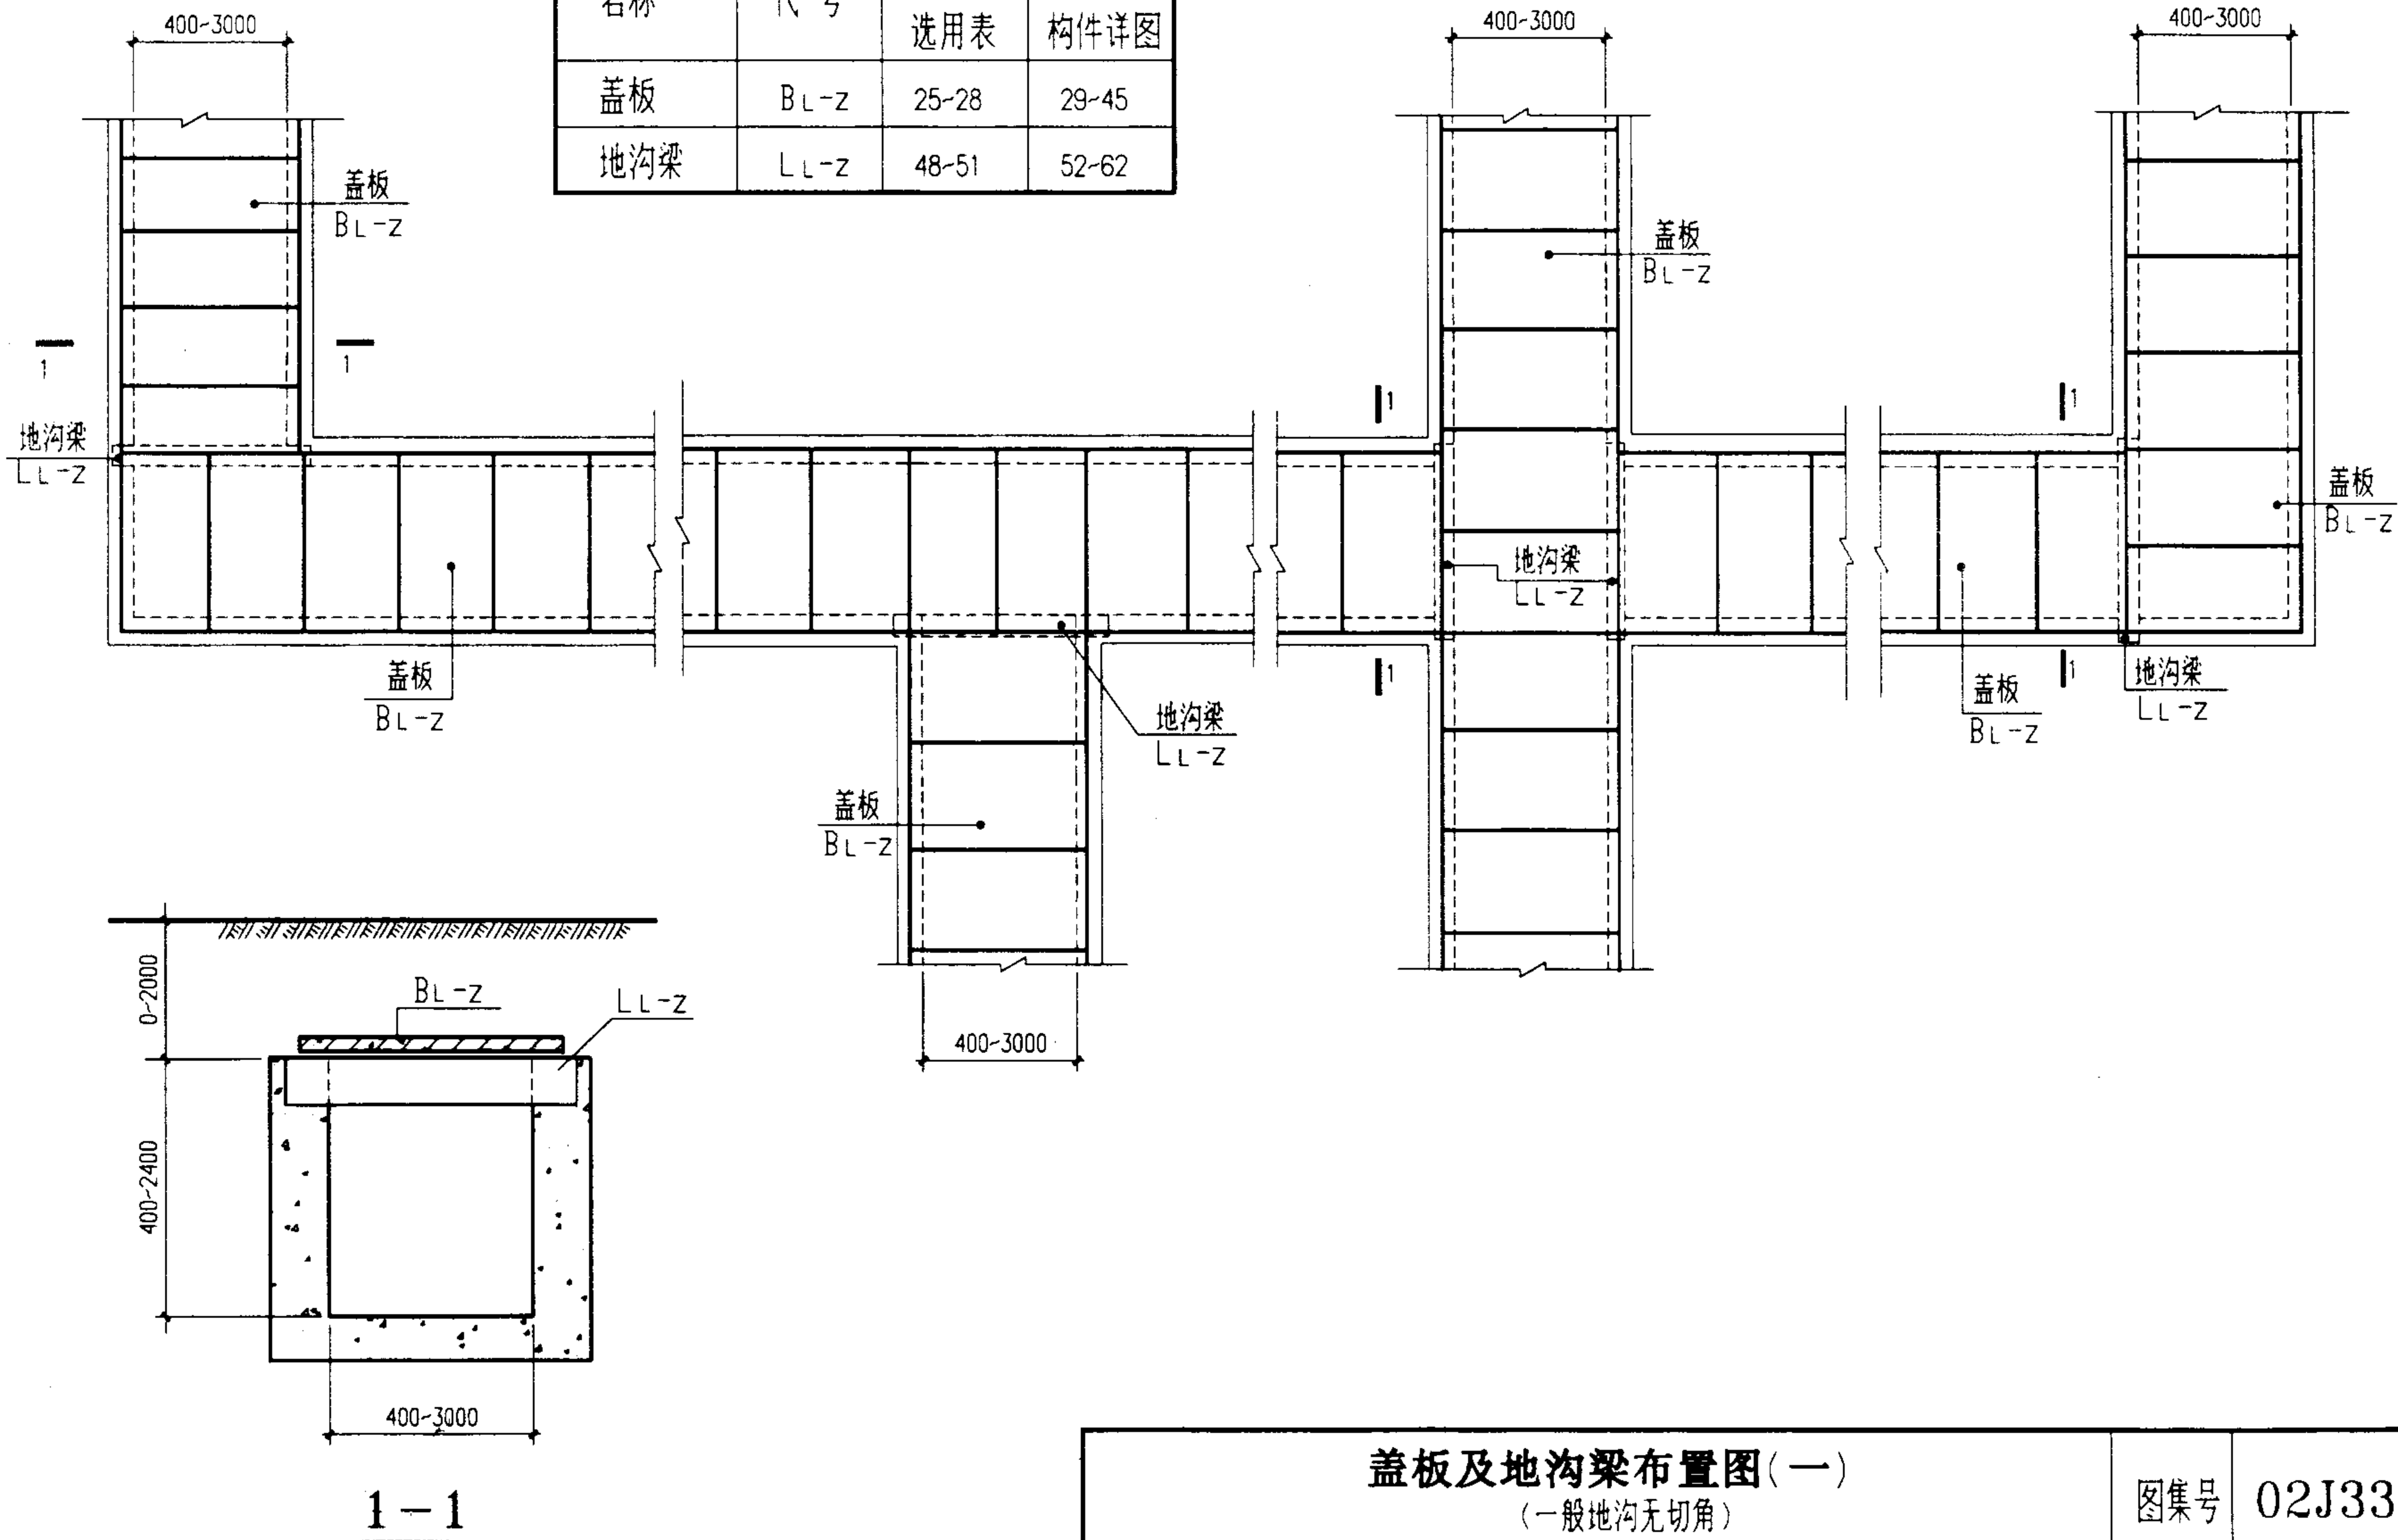 400~3000
名称 代号
选用表 构件详图
盖板 BL-Z 25~28 29~45
地沟梁 LL-Z 48~51 52~62
400~3000
400~3000
盖板
BL-Z
盖板
BL-Z
1 1
1 1
地沟梁
LL-Z
盖板
BL-Z
地沟梁
LL-Z
盖板
BL-Z
地沟梁
LL-Z
1 1
盖板
BL-Z
地沟梁
LL-Z
盖板
BL-Z
400~3000
0~2000
BL-Z
LL-Z
400~2400
400~3000
1-1
盖板及地沟梁布置图(一)
(一般地沟无切角)
图集号 02J33